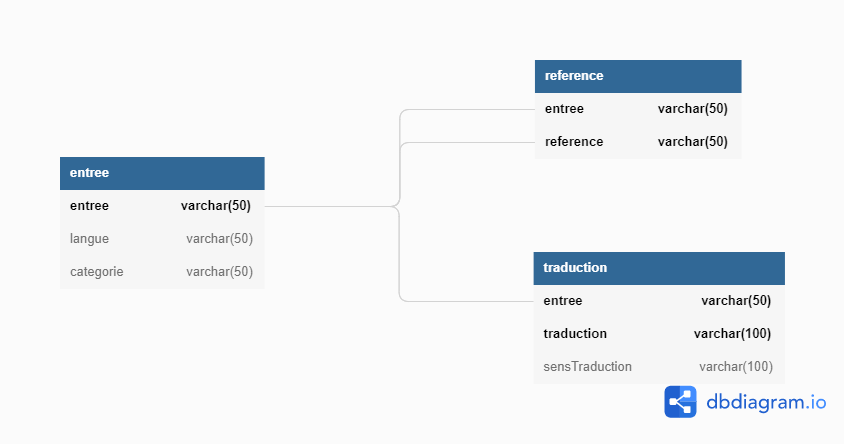 reference
entree varchar(50)
reference varchar(50)
entree
entree varchar(50)
langue varchar(50)
categorie varchar(50)
traduction
entree varchar(50)
traduction varchar(100)
sensTraduction varchar(100)
dbdiagram.io